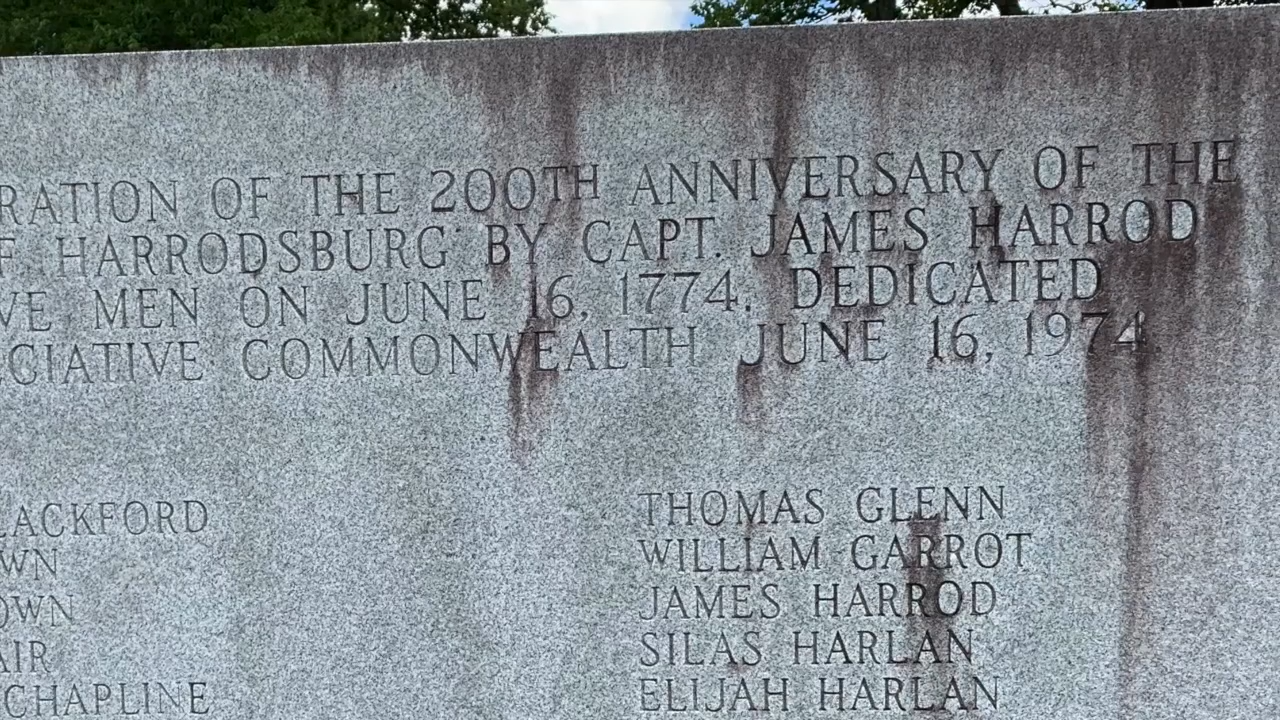 RATION OF THE 200TH ANNIVERSARY OF THE
F HARRODSBURG BY CAPT. JAMES HARROD
VE MEN ON JUNE 16, 1774. DEDICATED
CIATIVE COMMONWEALTH JUNE 16, 1974
LACKFORD
WN
OWN
AIR
CHAPLINE
THOMAS GLENN
WILLIAM GARROT
JAMES HARROD
SILAS HARLAN
ELIJAH HARLAN